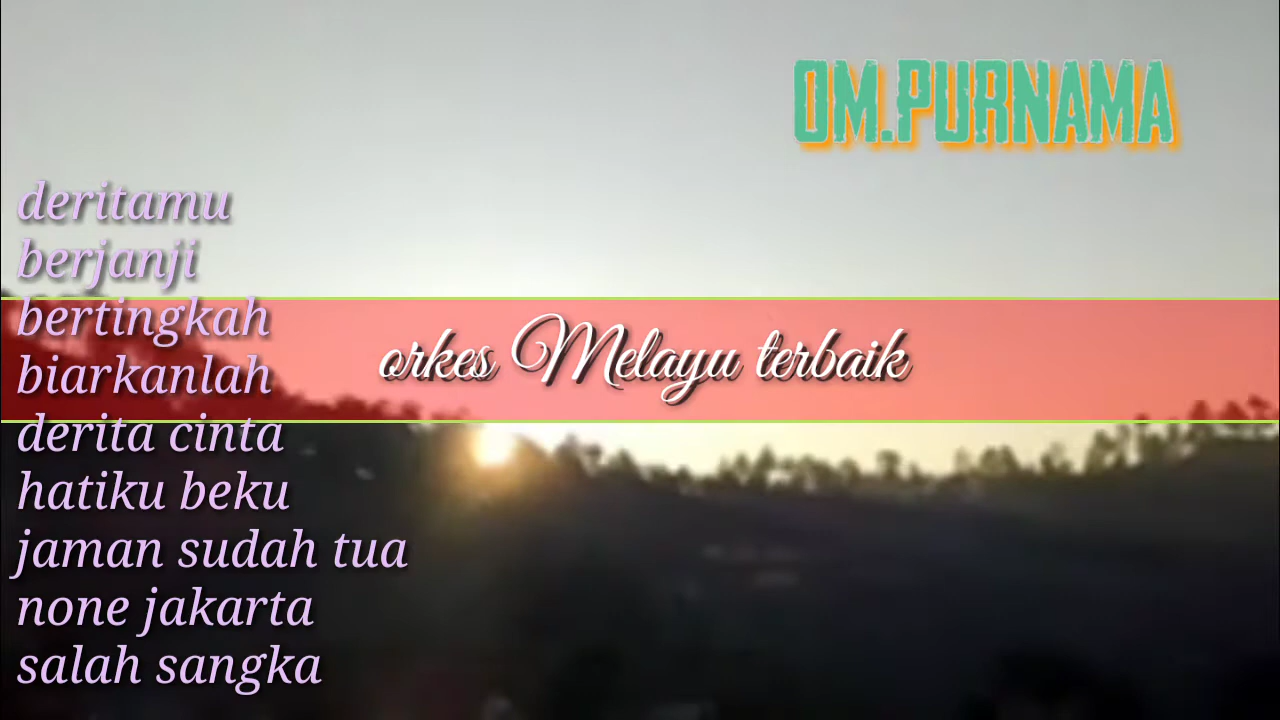 OM.PURNAMA
deritamu
berjanji
bertingkah
biarkanlah
derita cinta
hatiku beku
jaman sudah tua
none jakarta
salah sangka
orkes Melayu terbaik